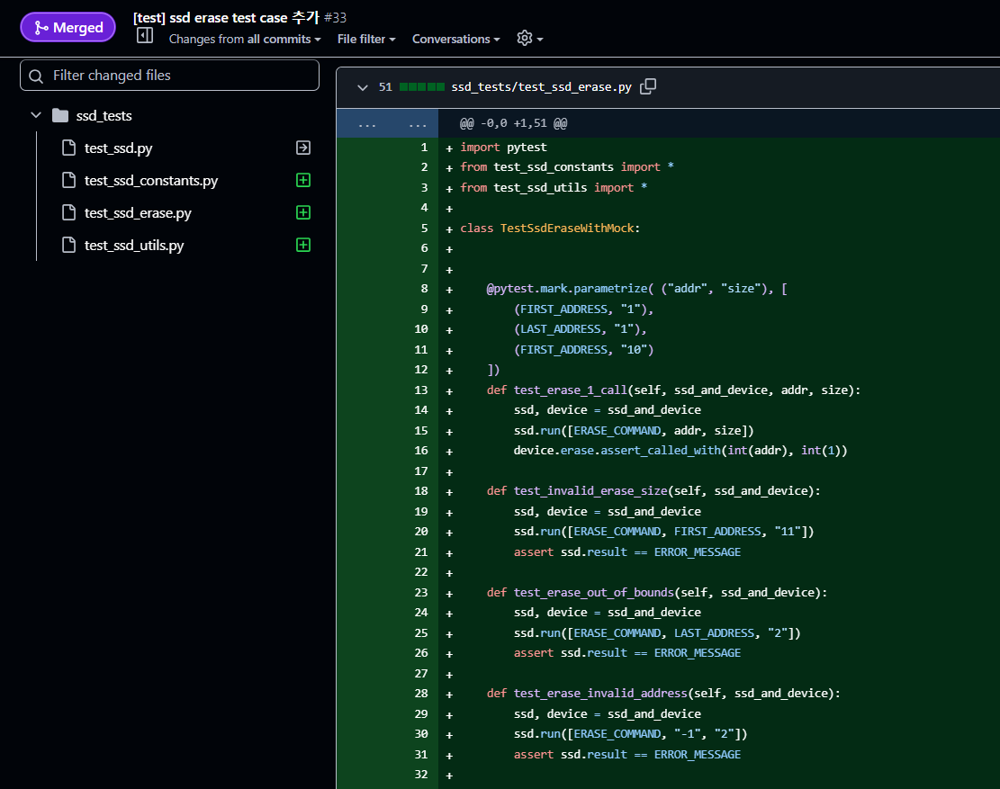 Merged
[test] ssd erase test case 추가 #33
Changes from all commits File filter Conversations
Filter changed files
ssd_tests
test_ssd.py
test_ssd_constants.py
test_ssd_erase.py
test_ssd_utils.py
51 ssd_tests/test_ssd_erase.py
... ... @@ -0,0 +1,51 @@
1 + import pytest
2 + from test_ssd_constants import *
3 + from test_ssd_utils import *
4 +
5 + class TestSsdEraseWithMock:
6 +
7 +
8 +     @pytest.mark.parametrize( ("addr", "size"), [
9 +         (FIRST_ADDRESS, "1"),
10 +         (LAST_ADDRESS, "1"),
11 +         (FIRST_ADDRESS, "10")
12 +     ])
13 +     def test_erase_1_call(self, ssd_and_device, addr, size):
14 +         ssd, device = ssd_and_device
15 +         ssd.run([ERASE_COMMAND, addr, size])
16 +         device.erase.assert_called_with(int(addr), int(1))
17 +
18 +     def test_invalid_erase_size(self, ssd_and_device):
19 +         ssd, device = ssd_and_device
20 +         ssd.run([ERASE_COMMAND, FIRST_ADDRESS, "11"])
21 +         assert ssd.result == ERROR_MESSAGE
22 +
23 +     def test_erase_out_of_bounds(self, ssd_and_device):
24 +         ssd, device = ssd_and_device
25 +         ssd.run([ERASE_COMMAND, LAST_ADDRESS, "2"])
26 +         assert ssd.result == ERROR_MESSAGE
27 +
28 +     def test_erase_invalid_address(self, ssd_and_device):
29 +         ssd, device = ssd_and_device
30 +         ssd.run([ERASE_COMMAND, "-1", "2"])
31 +         assert ssd.result == ERROR_MESSAGE
32 +